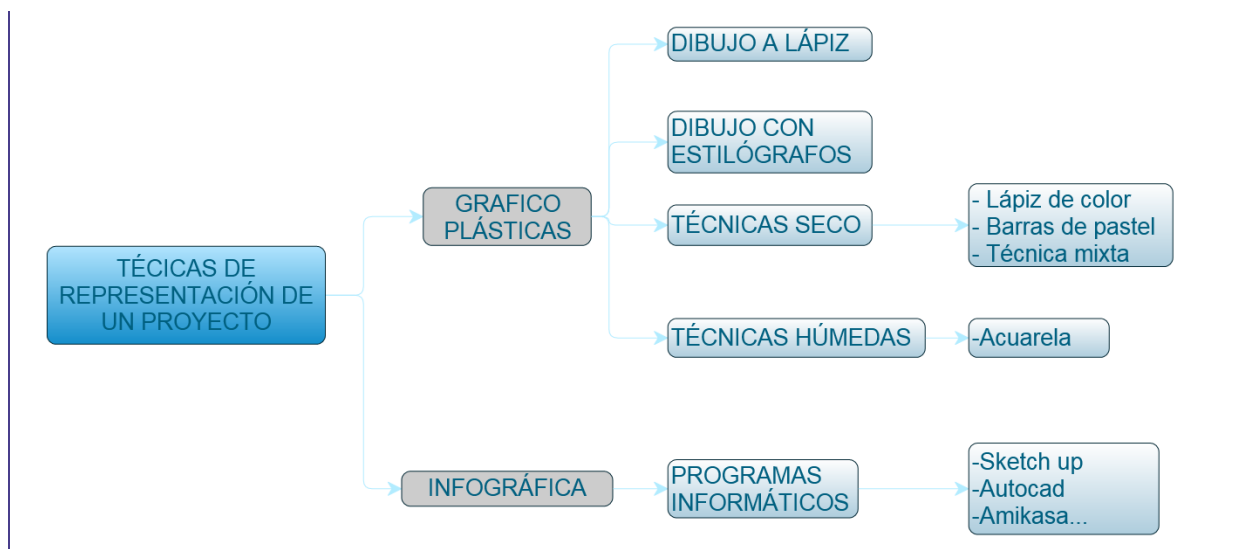 TÉCICAS DE
REPRESENTACIÓN DE
UN PROYECTO
GRAFICO
PLÁSTICAS
DIBUJO A LÁPIZ
DIBUJO CON
ESTILÓGRAFOS
TÉCNICAS SECO
- Lápiz de color
- Barras de pastel
- Técnica mixta
TÉCNICAS HÚMEDAS
-Acuarela
INFOGRÁFICA
PROGRAMAS
INFORMÁTICOS
-Sketch up
-Autocad
-Amikasa...